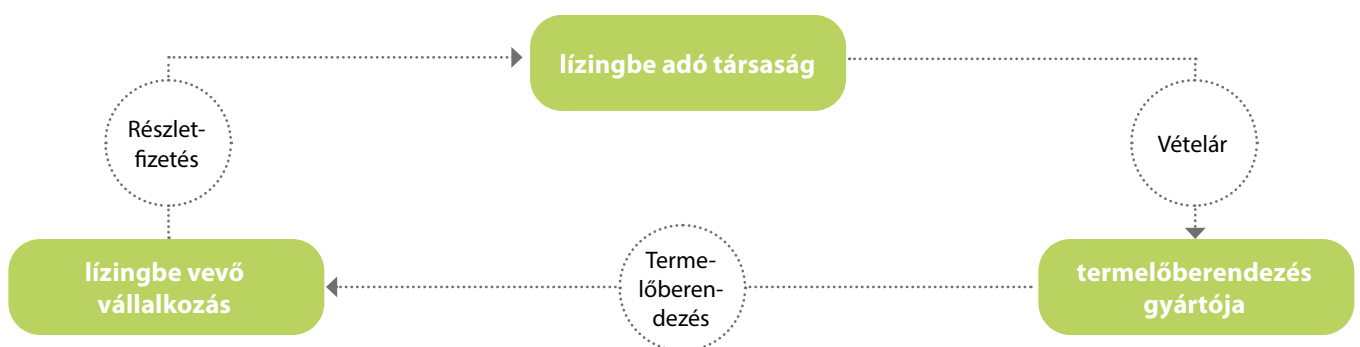 lízingbe adó társaság
Részlet-
fizetés
Vételár
lízingbe vevő
vállalkozás
Terme-
lőberen-
dezés
termelőberendezés
gyártója